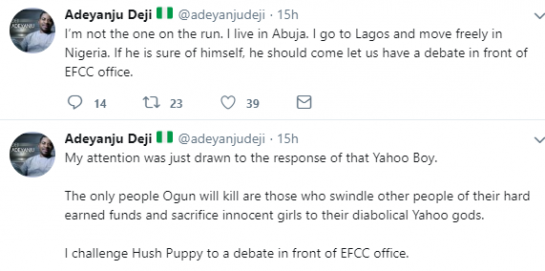 Adeyanju Deji 🇳🇬 @adeyanjudeji · 15h
I'm not the one on the run. I live in Abuja. I go to Lagos and move freely in
Nigeria. If he is sure of himself, he should come let us have a debate in front of
EFCC office.
14 23 39
Adeyanju Deji 🇳🇬 @adeyanjudeji · 15h
My attention was just drawn to the response of that Yahoo Boy.
The only people Ogun will kill are those who swindle other people of their hard
earned funds and sacrifice innocent girls to their diabolical Yahoo gods.
I challenge Hush Puppy to a debate in front of EFCC office.